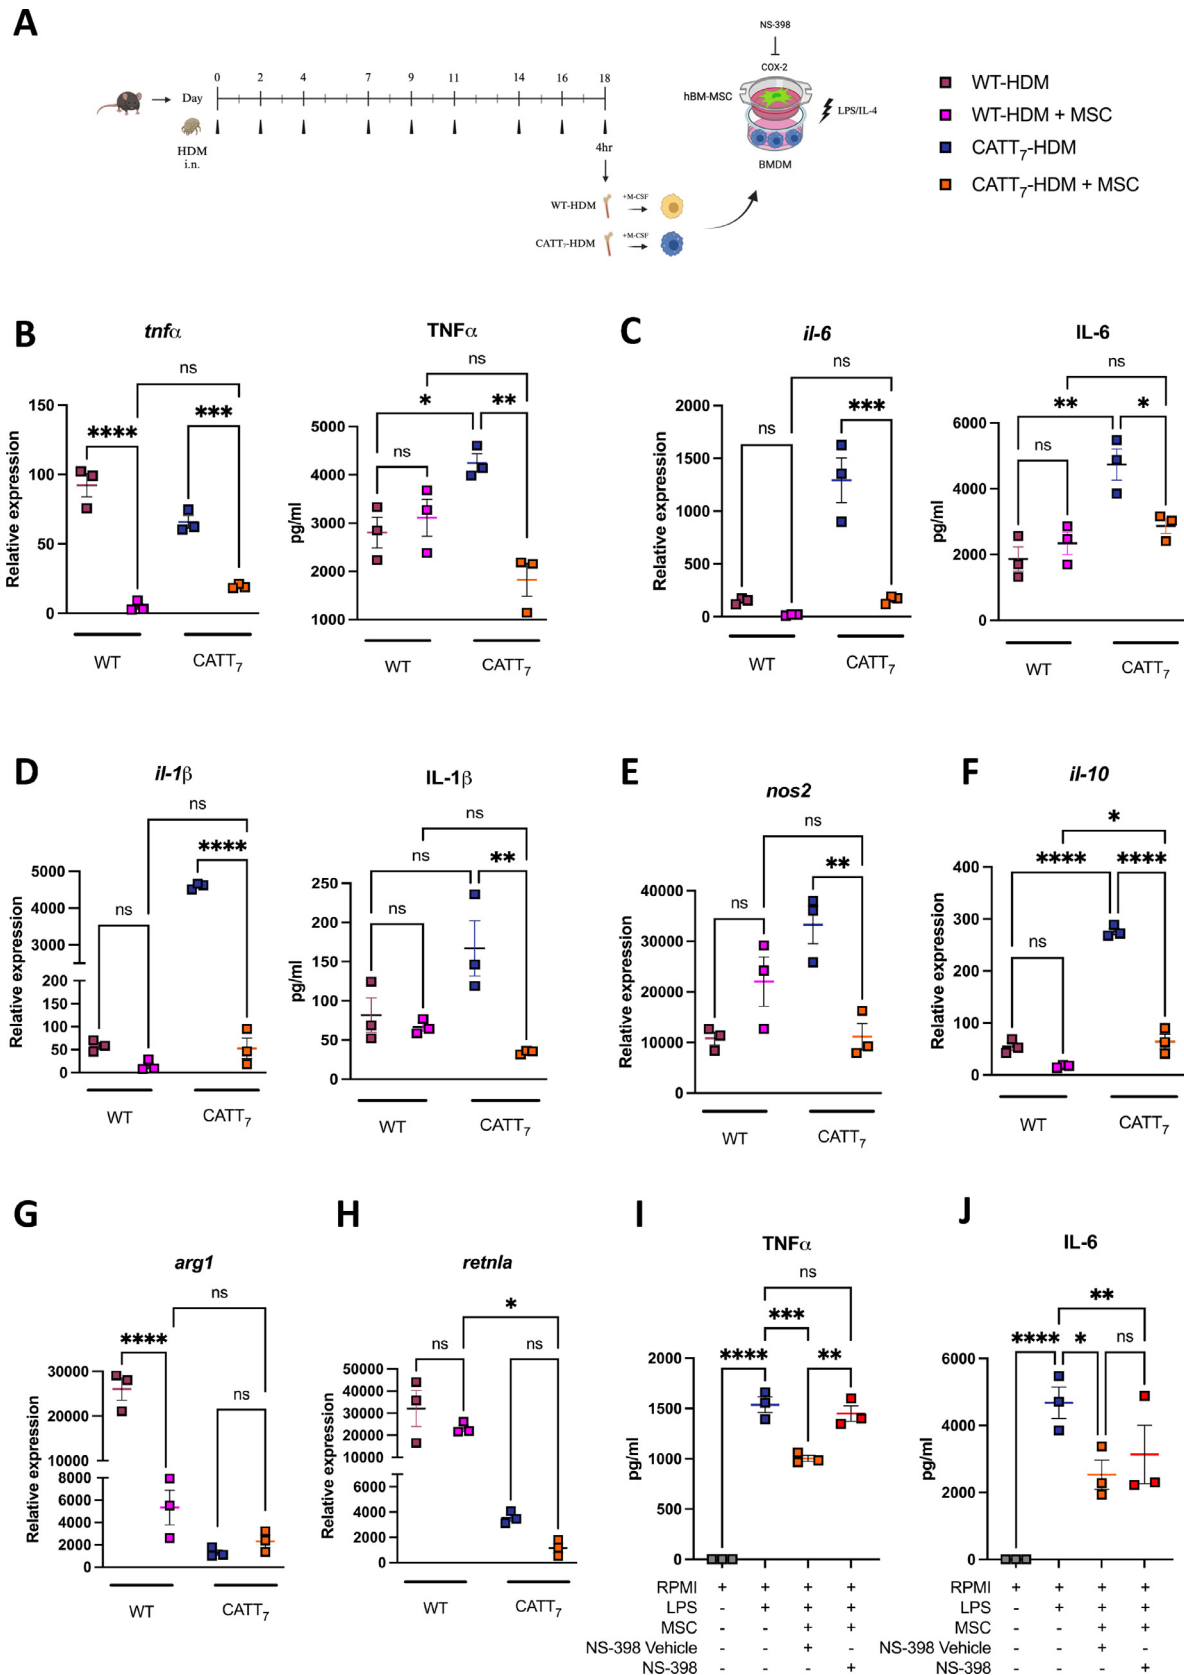 A
NS-398
COX-2
hBM-MSC
LPS/IL-4
BMDM
0 2 4 7 9 11 14 16 18
Day
HDM
i.n.
4hr
WT-HDM
+M-CSF
CATT7-HDM
+M-CSF
WT-HDM
WT-HDM + MSC
CATT7-HDM
CATT7-HDM + MSC
B
tnfα
ns
***
****
150
100
50
0
Relative expression
WT
CATT7
TNFα
ns
* **
ns
5000
4000
3000
2000
1000
pg/ml
WT
CATT7
C
il-6
ns
***
ns
2000
1500
1000
500
0
Relative expression
WT
CATT7
IL-6
ns
** *
ns
6000
4000
2000
0
pg/ml
WT
CATT7
D
il-1β
ns
****
ns
5000
4000
3000
200
150
100
50
0
Relative expression
WT
CATT7
IL-1β
ns
ns **
ns
250
200
150
100
50
0
pg/ml
WT
CATT7
E
nos2
ns
**
ns
40000
30000
20000
10000
0
Relative expression
WT
CATT7
F
il-10
*
**** ****
ns
400
300
200
100
0
Relative expression
WT
CATT7
G
arg1
ns
****
ns
30000
20000
10000
8000
6000
4000
2000
0
Relative expression
WT
CATT7
H
retnla
*
ns ns
50000
40000
30000
20000
10000
6000
4000
2000
0
Relative expression
WT
CATT7
I
TNFα
ns
***
**** **
2000
1500
1000
500
0
pg/ml
RPMI + + + +
LPS - + + +
MSC - - + +
NS-398 Vehicle - - + -
NS-398 - - - +
J
IL-6
**
**** * ns
6000
4000
2000
0
pg/ml
RPMI + + + +
LPS - + + +
MSC - - + +
NS-398 Vehicle - - + -
NS-398 - - - +